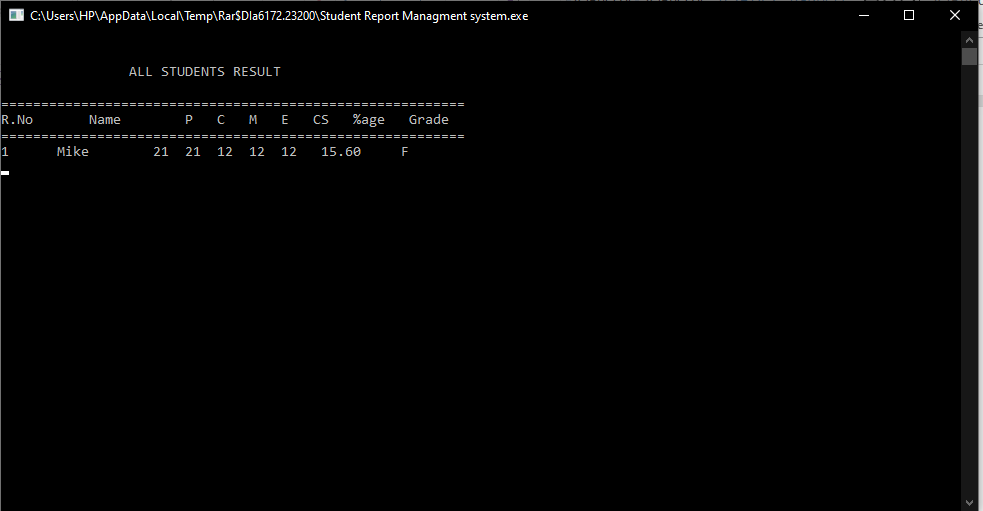 C:\Users\HP\AppData\Local\Temp\Rar$DIa6172.23200\Student Report Managment system.exe
ALL STUDENTS RESULT
==========================================================
R.No       Name        P   C   M   E   CS   %age   Grade
==========================================================
1      Mike        21  21  12  12  12   15.60     F